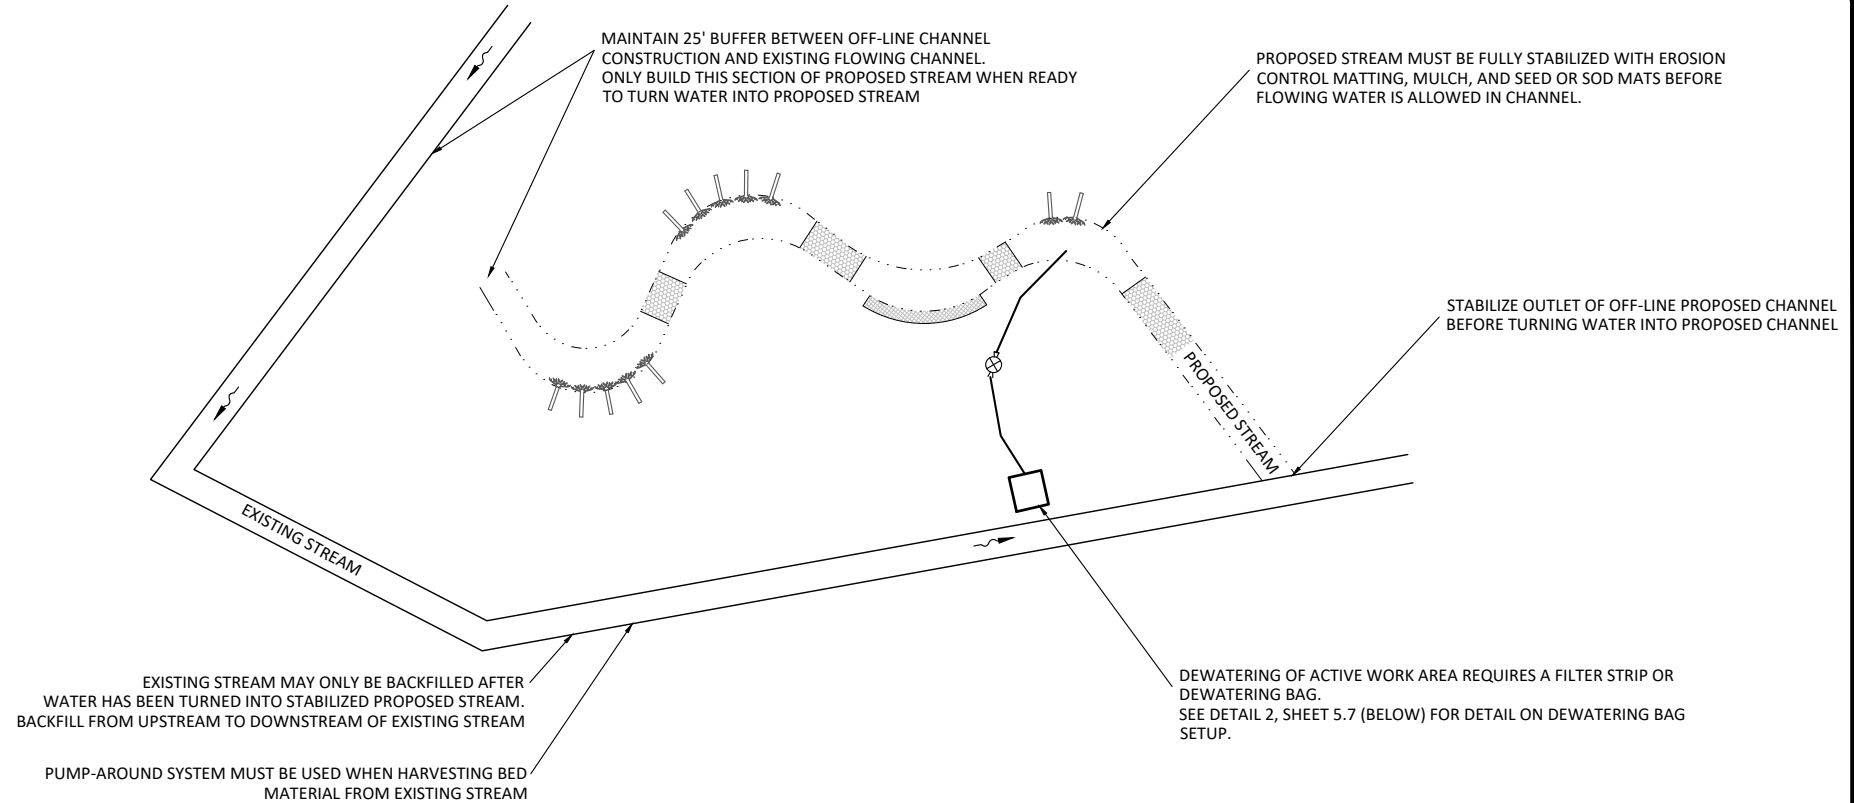 MAINTAIN 25' BUFFER BETWEEN OFF-LINE CHANNEL
CONSTRUCTION AND EXISTING FLOWING CHANNEL.
ONLY BUILD THIS SECTION OF PROPOSED STREAM WHEN READY
TO TURN WATER INTO PROPOSED STREAM
PROPOSED STREAM MUST BE FULLY STABILIZED WITH EROSION
CONTROL MATTING, MULCH, AND SEED OR SOD MATS BEFORE
FLOWING WATER IS ALLOWED IN CHANNEL.
STABILIZE OUTLET OF OFF-LINE PROPOSED CHANNEL
BEFORE TURNING WATER INTO PROPOSED CHANNEL
PROPOSED STREAM
EXISTING STREAM
EXISTING STREAM MAY ONLY BE BACKFILLED AFTER
WATER HAS BEEN TURNED INTO STABILIZED PROPOSED STREAM.
BACKFILL FROM UPSTREAM TO DOWNSTREAM OF EXISTING STREAM
DEWATERING OF ACTIVE WORK AREA REQUIRES A FILTER STRIP OR
DEWATERING BAG.
SEE DETAIL 2, SHEET 5.7 (BELOW) FOR DETAIL ON DEWATERING BAG
SETUP.
PUMP-AROUND SYSTEM MUST BE USED WHEN HARVESTING BED
MATERIAL FROM EXISTING STREAM